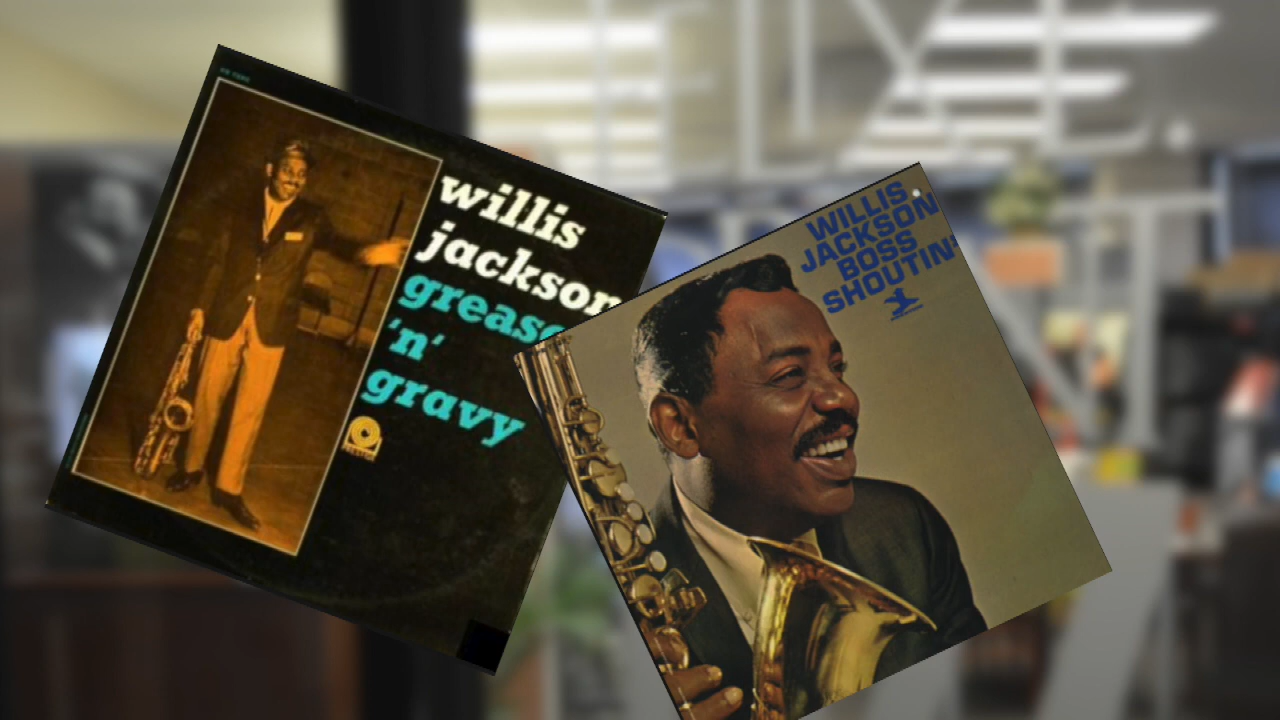 willis
jackson
grease
'n'
gravy
WILLIS
JACKSON
BOSS
SHOUTIN'